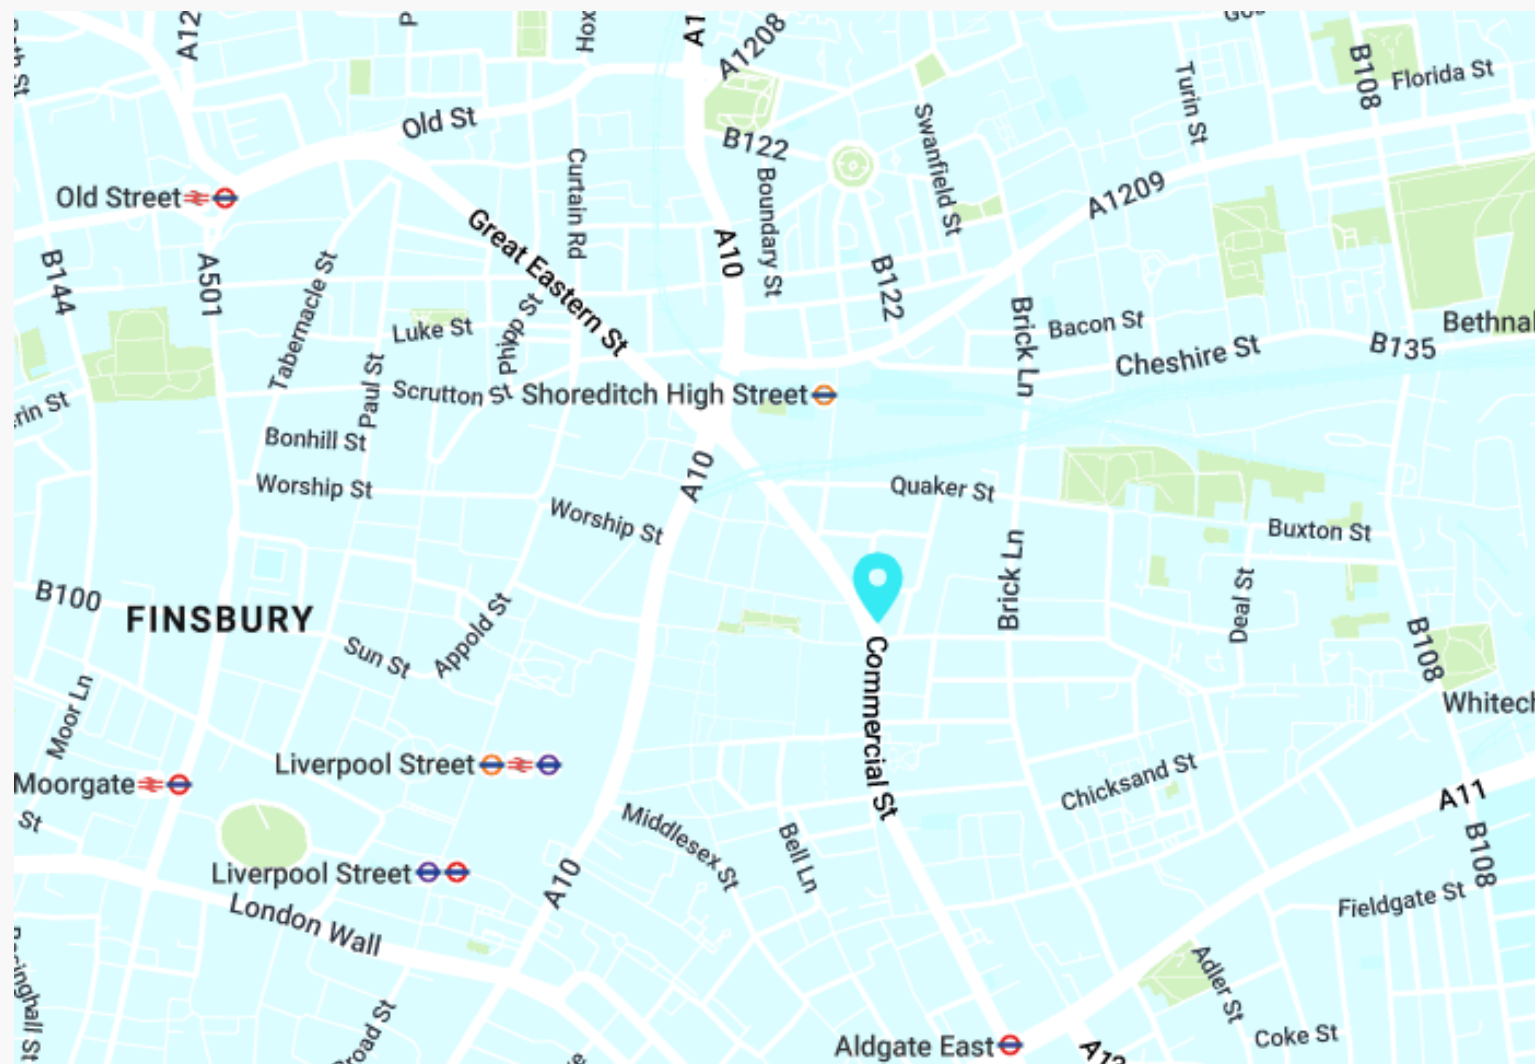 A12
A1
A1208
B108
Florida St
Turin St
Old St
B122
Swanfield St
Curtain Rd
Boundary St
A1209
Old Street
Great Eastern St
A10
B144
A501
Tabernacle St
B122
Phipp St
Luke St
Brick Ln
Bacon St
Bethnal
Cheshire St
B135
Paul St
Scrutton St
Shoreditch High Street
Bonhill St
A10
Worship St
Quaker St
Worship St
Buxton St
Brick Ln
Deal St
B100
FINSBURY
Appold St
Sun St
Commercial St
B108
Moor Ln
Whitech
Liverpool Street
Moorgate
Chicksand St
A11
St
Middlesex St
Bell Ln
B108
Liverpool Street
A10
London Wall
Fieldgate St
Adler St
Broad St
Coke St
Aldgate East